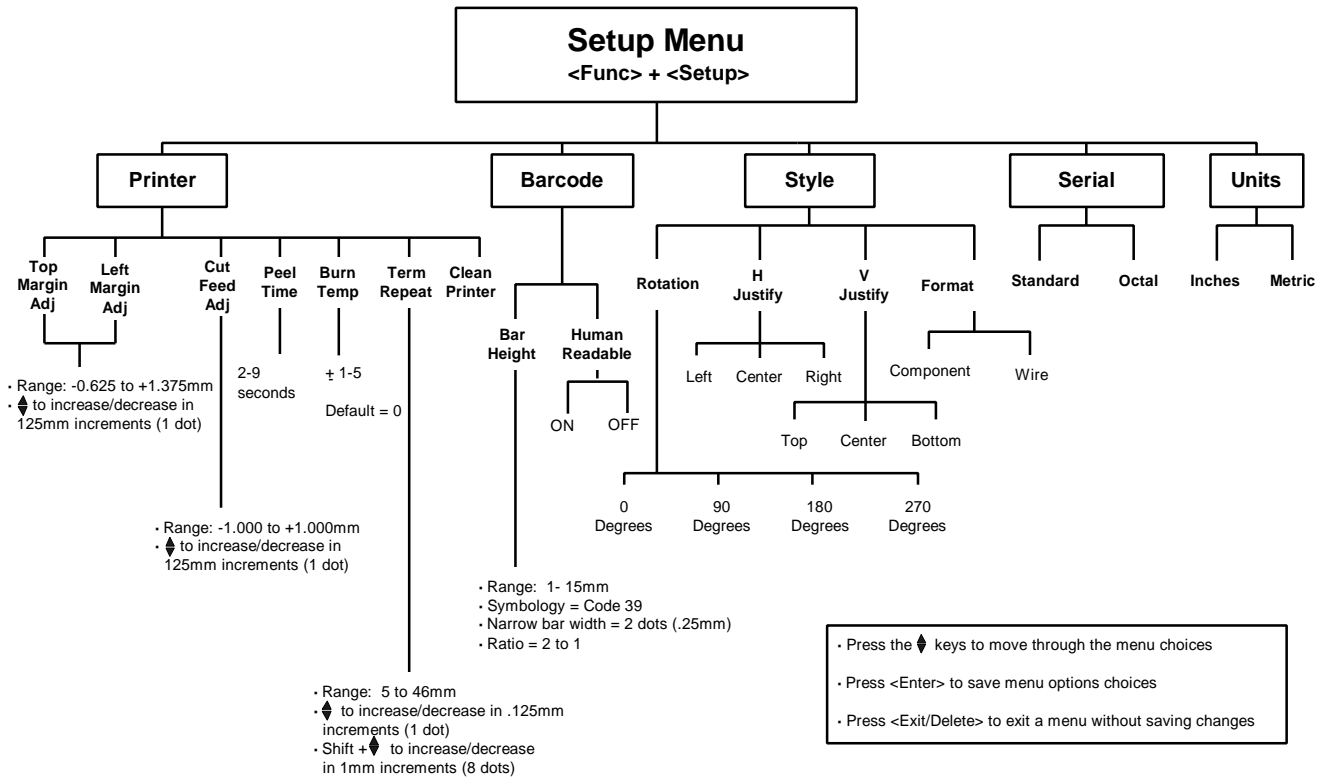 Setup Menu
<Func> + <Setup>
Printer
Barcode
Style
Serial
Units
Top
Margin
Adj
Left
Margin
Adj
Cut
Feed
Adj
Peel
Time
Burn
Temp
Term
Repeat
Clean
Printer
· Range: -0.625 to +1.375mm
· to increase/decrease in
125mm increments (1 dot)
2-9
seconds
± 1-5
Default = 0
· Range: -1.000 to +1.000mm
· to increase/decrease in
125mm increments (1 dot)
· Range: 5 to 46mm
· to increase/decrease in .125mm
increments (1 dot)
· Shift + to increase/decrease
in 1mm increments (8 dots)
Bar
Height
Human
Readable
ON
OFF
· Range: 1- 15mm
· Symbology = Code 39
· Narrow bar width = 2 dots (.25mm)
· Ratio = 2 to 1
Rotation
H
Justify
V
Justify
Format
Left
Center
Right
Component
Wire
Top
Center
Bottom
0
Degrees
90
Degrees
180
Degrees
270
Degrees
Standard
Octal
Inches
Metric
· Press the keys to move through the menu choices
· Press <Enter> to save menu options choices
· Press <Exit/Delete> to exit a menu without saving changes